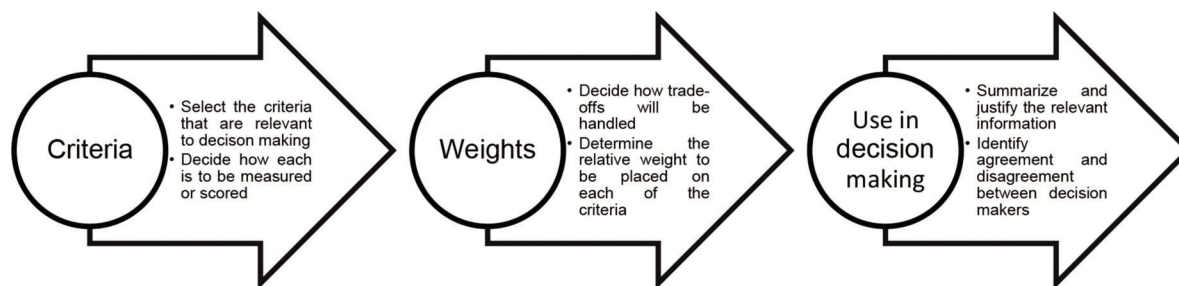 Criteria
• Select the criteria
that are relevant
to decison making
• Decide how each
is to be measured
or scored
Weights
• Decide how trade-
offs will be
handled
• Determine the
relative weight to
be placed on
each of the
criteria
Use in
decision
making
• Summarize and
justify the relevant
information
• Identify
agreement and
disagreement
between decision
makers